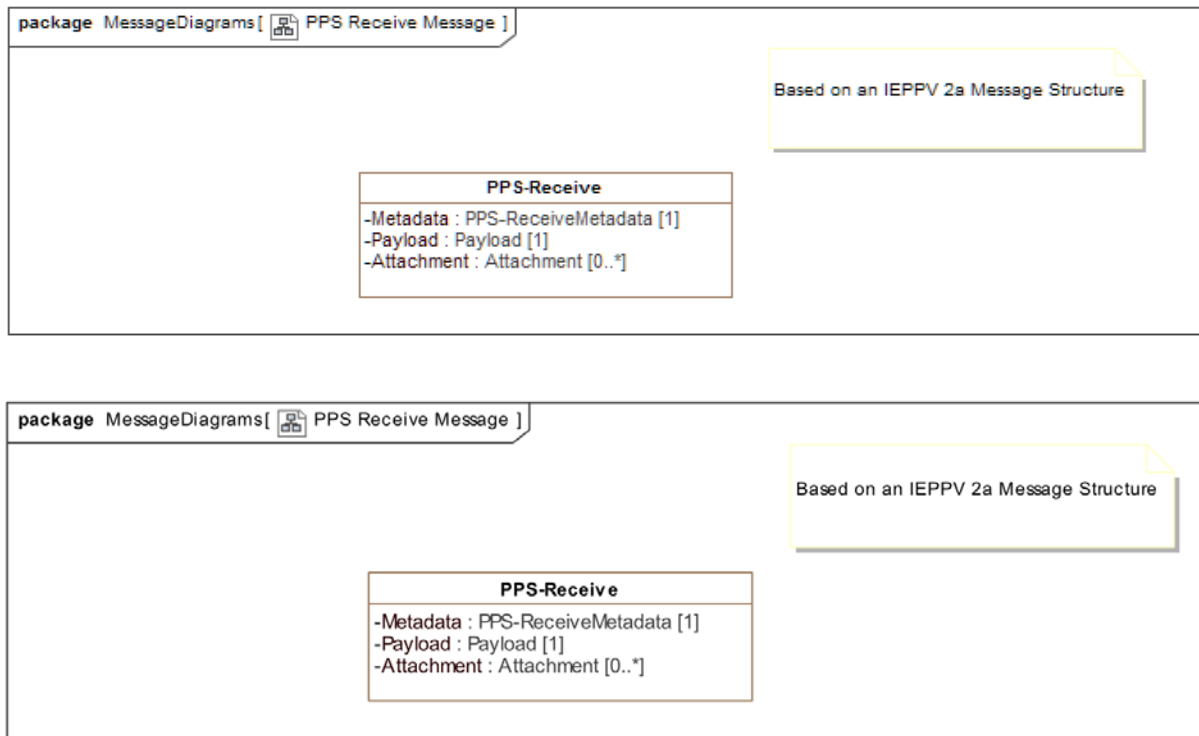 package MessageDiagrams[ PPS Receive Message ]
Based on an IEPPV 2a Message Structure
PPS-Receive
-Metadata : PPS-ReceiveMetadata [1]
-Payload : Payload [1]
-Attachment : Attachment [0..*]
package MessageDiagrams[ PPS Receive Message ]
Based on an IEPPV 2a Message Structure
PPS-Receive
-Metadata : PPS-ReceiveMetadata [1]
-Payload : Payload [1]
-Attachment : Attachment [0..*]